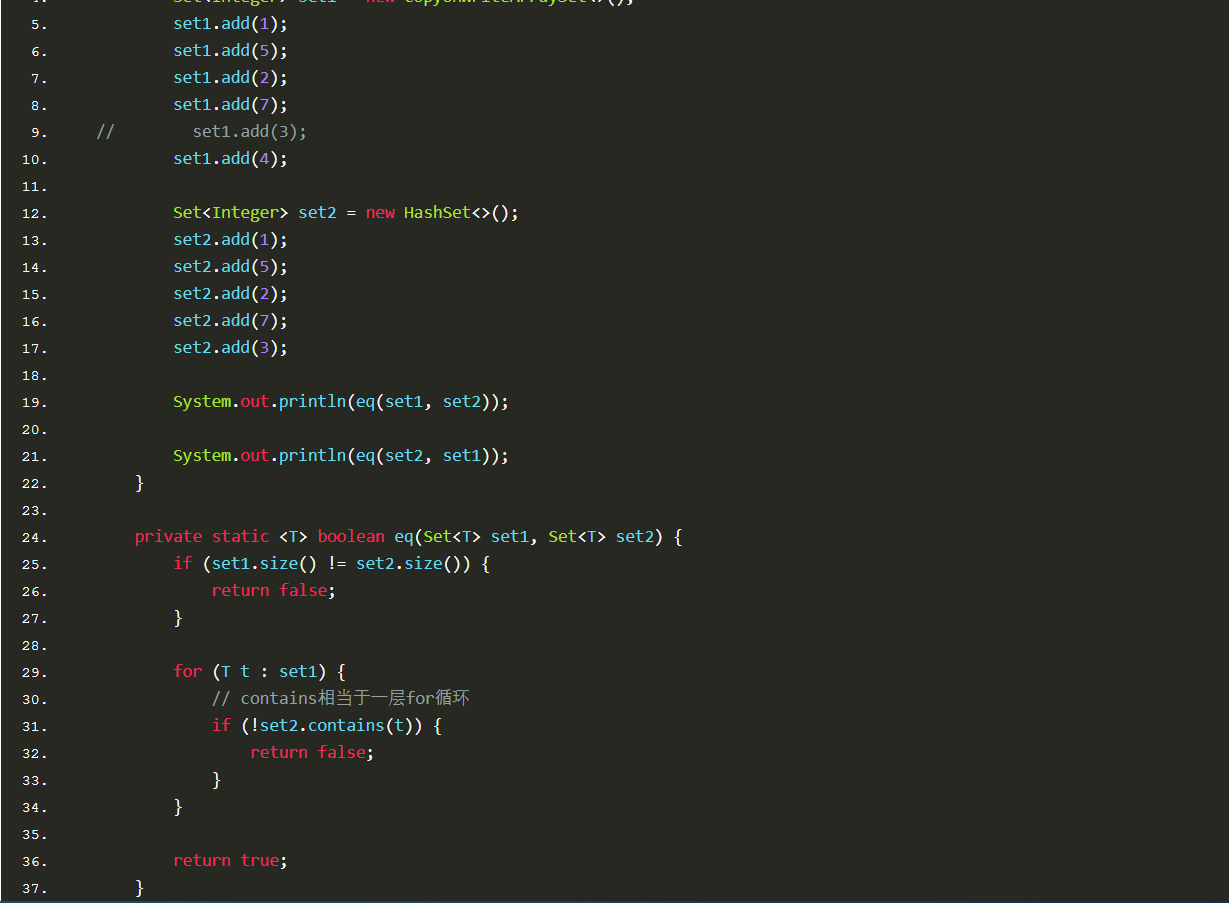 5. set1.add(1);
6. set1.add(5);
7. set1.add(2);
8. set1.add(7);
9. // set1.add(3);
10. set1.add(4);
11.
12. Set<Integer> set2 = new HashSet<>();
13. set2.add(1);
14. set2.add(5);
15. set2.add(2);
16. set2.add(7);
17. set2.add(3);
18.
19. System.out.println(eq(set1, set2));
20.
21. System.out.println(eq(set2, set1));
22. }
23.
24. private static <T> boolean eq(Set<T> set1, Set<T> set2) {
25. if (set1.size() != set2.size()) {
26. return false;
27. }
28.
29. for (T t : set1) {
30. // contains相当于一层for循环
31. if (!set2.contains(t)) {
32. return false;
33. }
34. }
35.
36. return true;
37. }